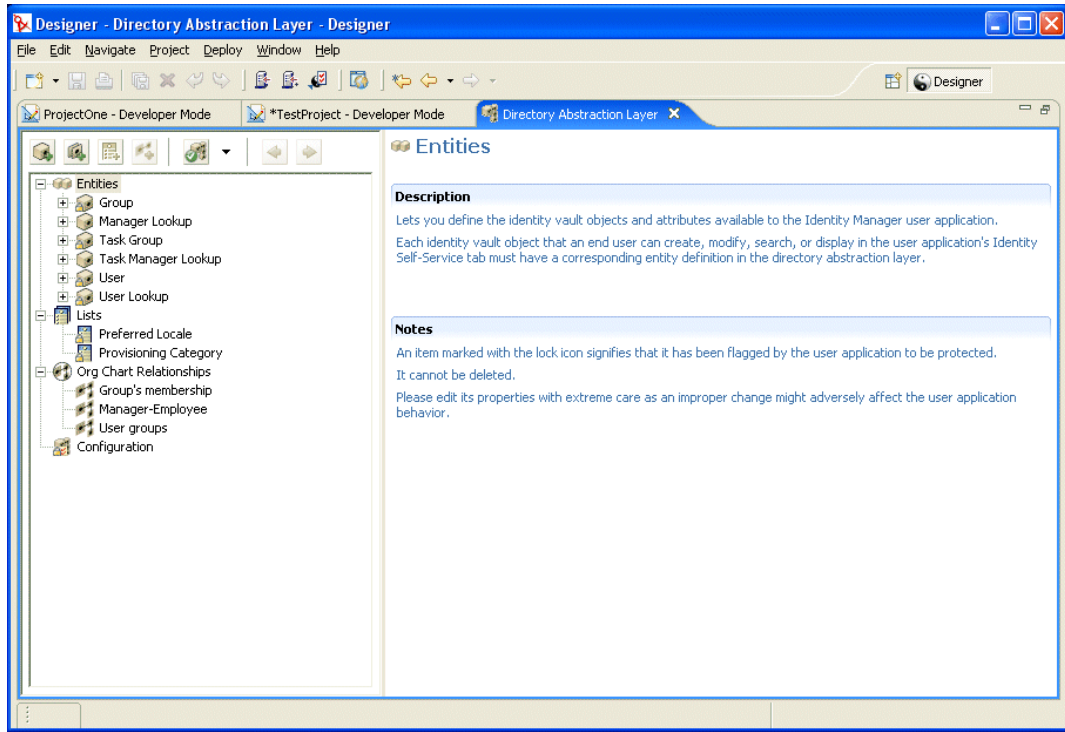 Designer - Directory Abstraction Layer - Designer
File Edit Navigate Project Deploy Window Help
Designer
ProjectOne - Developer Mode
*TestProject - Developer Mode
Directory Abstraction Layer
Entities
Group
Manager Lookup
Task Group
Task Manager Lookup
User
User Lookup
Lists
Preferred Locale
Provisioning Category
Org Chart Relationships
Group's membership
Manager-Employee
User groups
Configuration
Entities
Description
Lets you define the identity vault objects and attributes available to the Identity Manager user application.
Each identity vault object that an end user can create, modify, search, or display in the user application's Identity
Self-Service tab must have a corresponding entity definition in the directory abstraction layer.
Notes
An item marked with the lock icon signifies that it has been flagged by the user application to be protected.
It cannot be deleted.
Please edit its properties with extreme care as an improper change might adversely affect the user application
behavior.